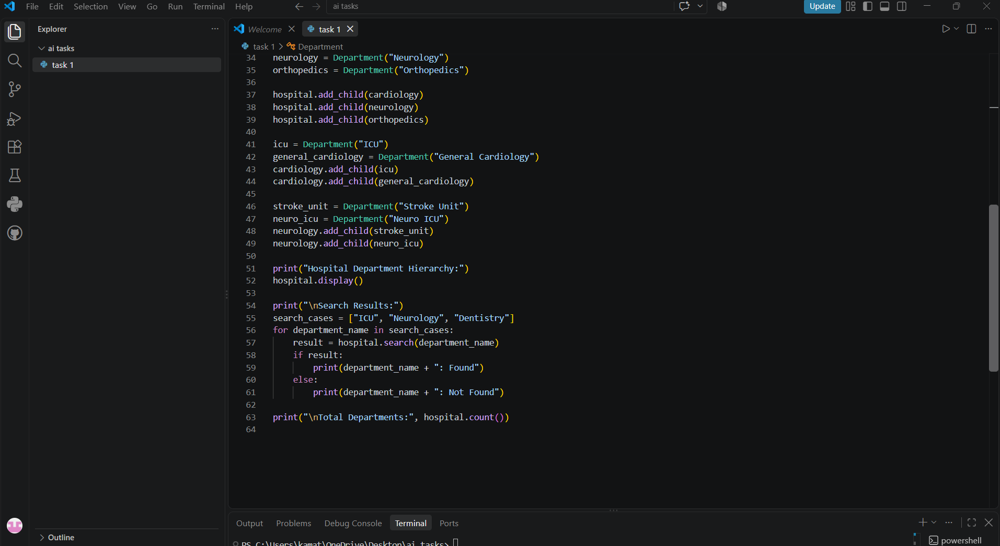 File Edit Selection View Go Run Terminal Help
ai tasks
Update
Explorer
ai tasks
task 1
Outline
Welcome
task 1
task 1 > Department
34 neurology = Department("Neurology")
35 orthopedics = Department("Orthopedics")
36
37 hospital.add_child(cardiology)
38 hospital.add_child(neurology)
39 hospital.add_child(orthopedics)
40
41 icu = Department("ICU")
42 general_cardiology = Department("General Cardiology")
43 cardiology.add_child(icu)
44 cardiology.add_child(general_cardiology)
45
46 stroke_unit = Department("Stroke Unit")
47 neuro_icu = Department("Neuro ICU")
48 neurology.add_child(stroke_unit)
49 neurology.add_child(neuro_icu)
50
51 print("Hospital Department Hierarchy:")
52 hospital.display()
53
54 print("\nSearch Results:")
55 search_cases = ["ICU", "Neurology", "Dentistry"]
56 for department_name in search_cases:
57     result = hospital.search(department_name)
58     if result:
59         print(department_name + ": Found")
60     else:
61         print(department_name + ": Not Found")
62
63 print("\nTotal Departments:", hospital.count())
64
Output Problems Debug Console Terminal Ports
PS C:\Users\kamat\OneDrive\Desktop\ai tasks>
powershell